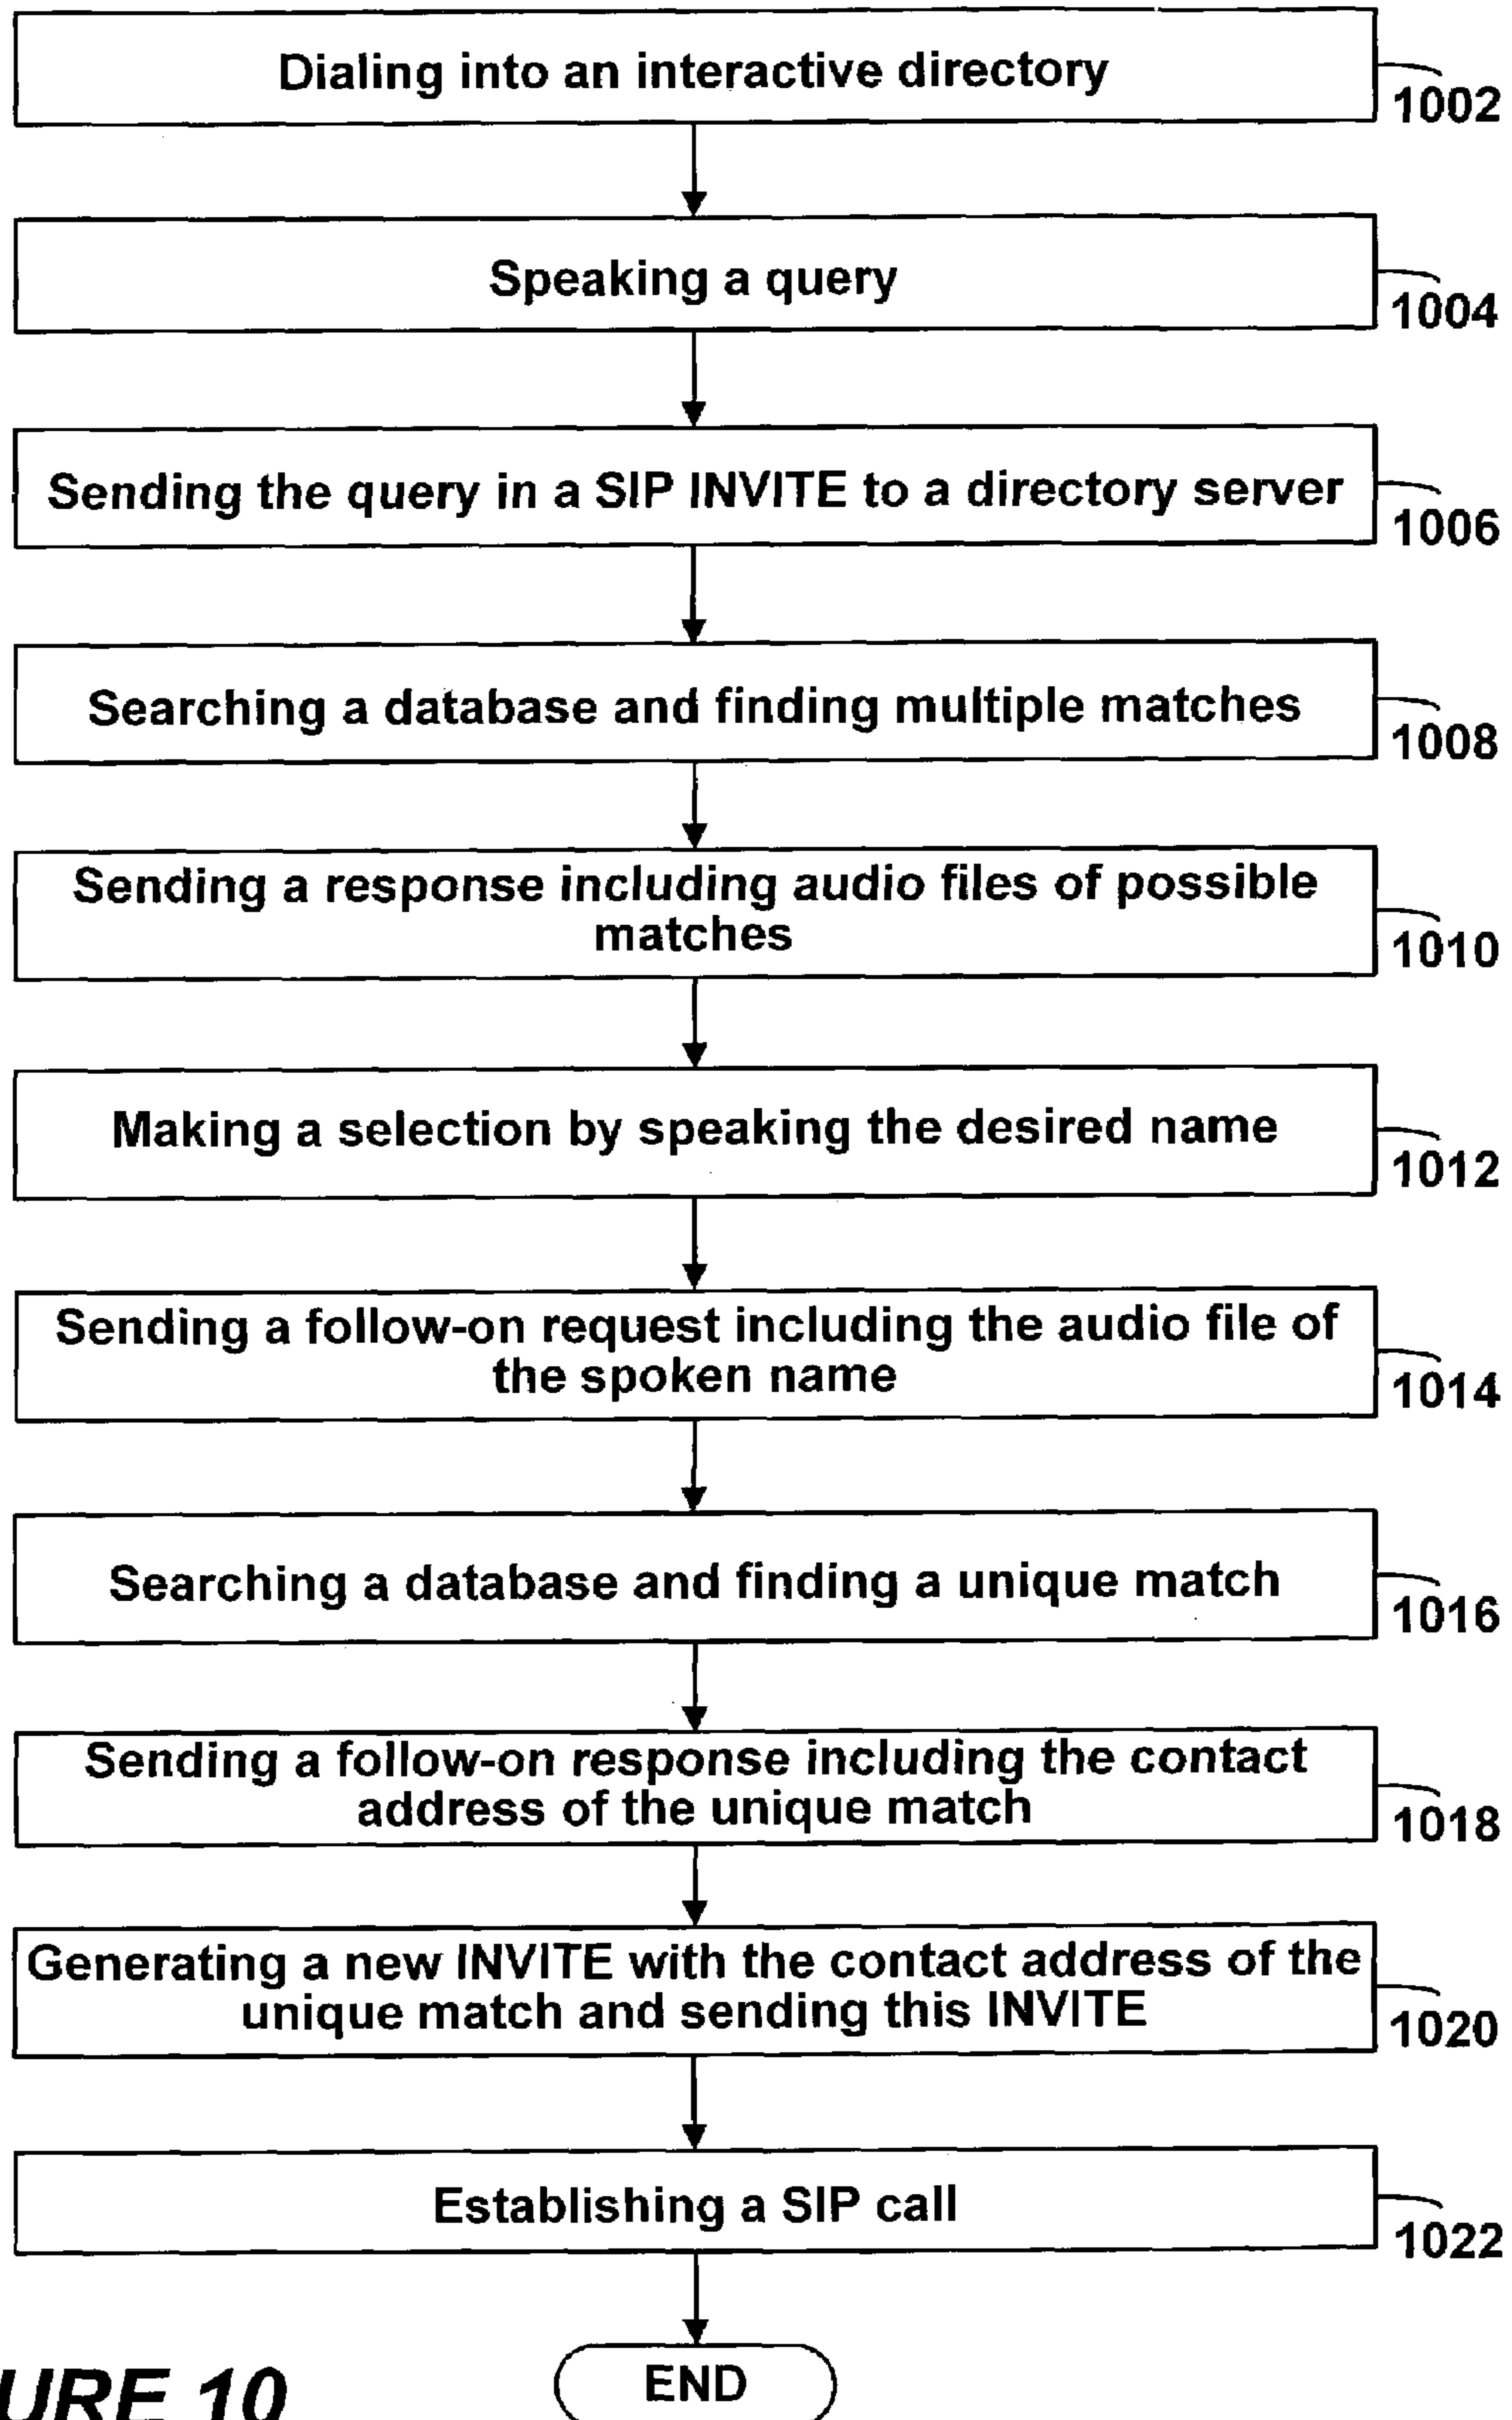 Dialing into an interactive directory
1002
Speaking a query
1004
Sending the query in a SIP INVITE to a directory server
1006
Searching a database and finding multiple matches
1008
Sending a response including audio files of possible
matches
1010
Making a selection by speaking the desired name
1012
Sending a follow-on request including the audio file of
the spoken name
1014
Searching a database and finding a unique match
1016
Sending a follow-on response including the contact
address of the unique match
1018
Generating a new INVITE with the contact address of the
unique match and sending this INVITE
1020
Establishing a SIP call
1022
END
URE 10